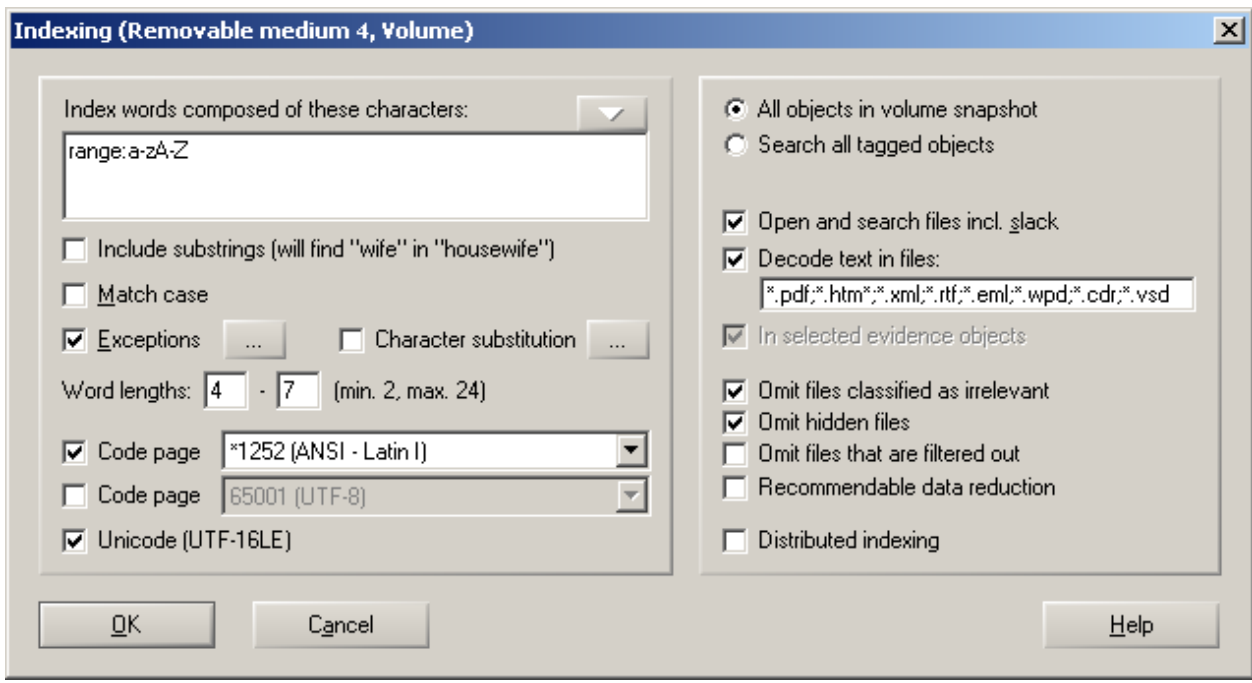 Indexing (Removable medium 4, Volume)
Index words composed of these characters:
range:a-zA-Z
Include substrings (will find "wife" in "housewife")
Match case
Exceptions ... Character substitution ...
Word lengths: 4 - 7 (min. 2, max. 24)
Code page *1252 (ANSI - Latin I)
Code page 65001 (UTF-8)
Unicode (UTF-16LE)
All objects in volume snapshot
Search all tagged objects
Open and search files incl. slack
Decode text in files:
*.pdf;*.htm*;*.xml;*.rtf;*.eml;*.wpd;*.cdr;*.vsd
In selected evidence objects
Omit files classified as irrelevant
Omit hidden files
Omit files that are filtered out
Recommendable data reduction
Distributed indexing
OK Cancel Help